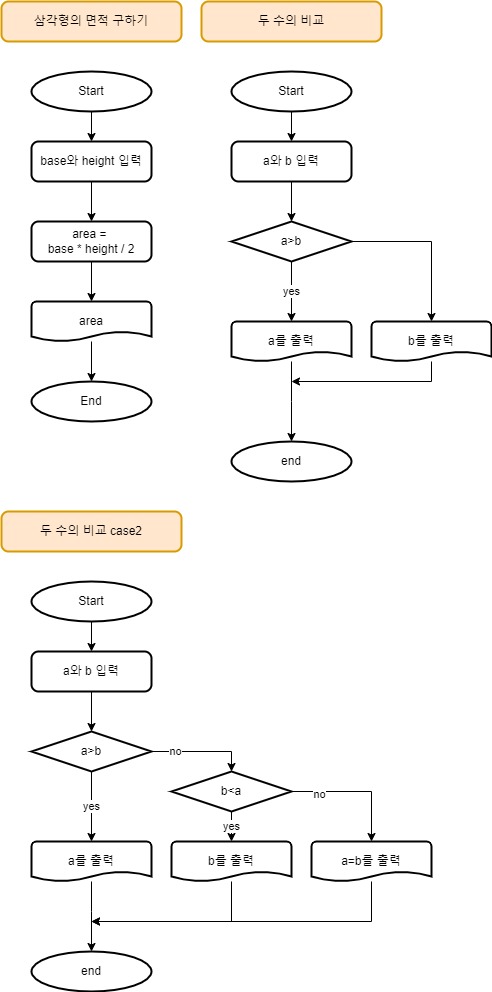 삼각형의 면적 구하기
Start
base와 height 입력
area =
base * height / 2
area
End
두 수의 비교
Start
a와 b 입력
a>b
yes
a를 출력
b를 출력
end
두 수의 비교 case2
Start
a와 b 입력
a>b
no
b<a
no
yes
yes
a를 출력
b를 출력
a=b를 출력
end